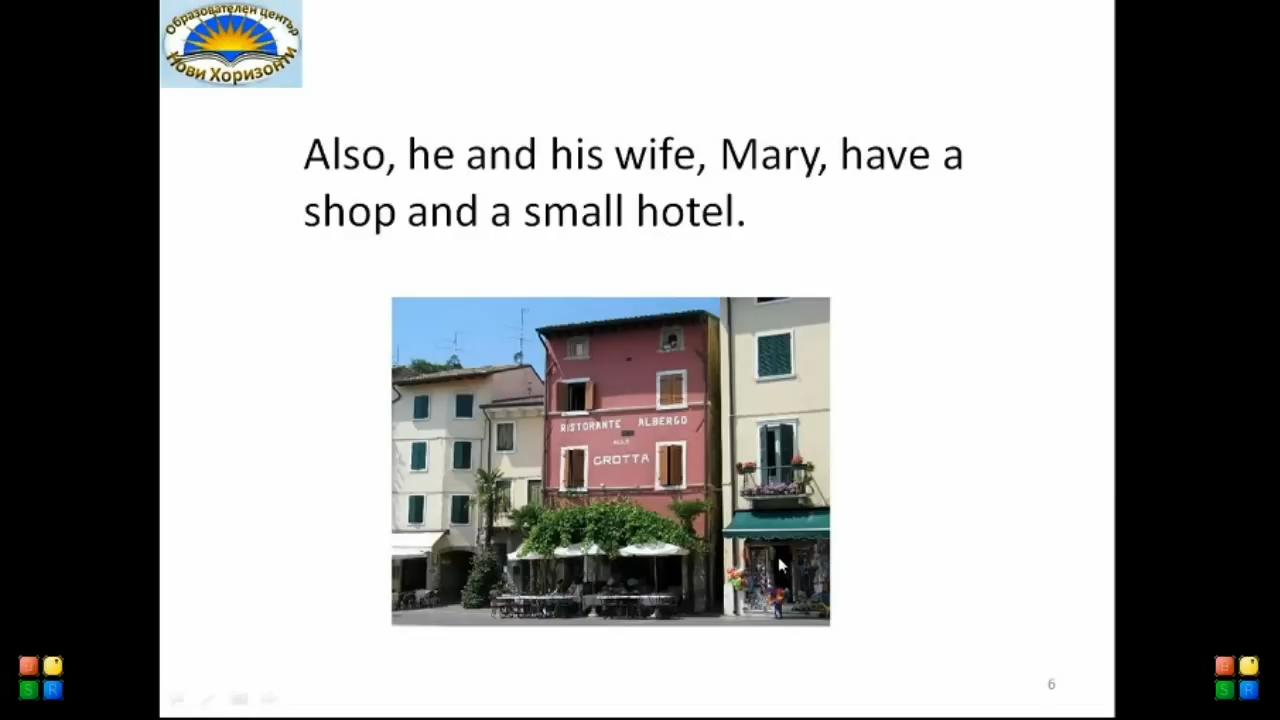 Образователен център
Нови Хоризонти
Also, he and his wife, Mary, have a
shop and a small hotel.
RISTORANTE ALBERGO
ALLA
GROTTA
6
B
S R
B
S R